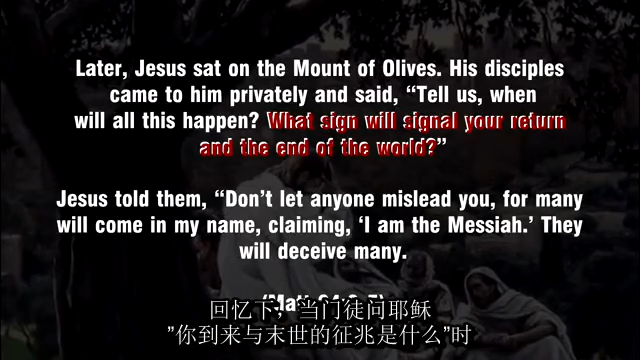 Later, Jesus sat on the Mount of Olives. His disciples
came to him privately and said, “Tell us, when
will all this happen? What sign will signal your return
and the end of the world?”
Jesus told them, “Don’t let anyone mislead you, for many
will come in my name, claiming, ‘I am the Messiah.’ They
will deceive many.
回忆下，当门徒问耶稣
”你到来与末世的征兆是什么”时